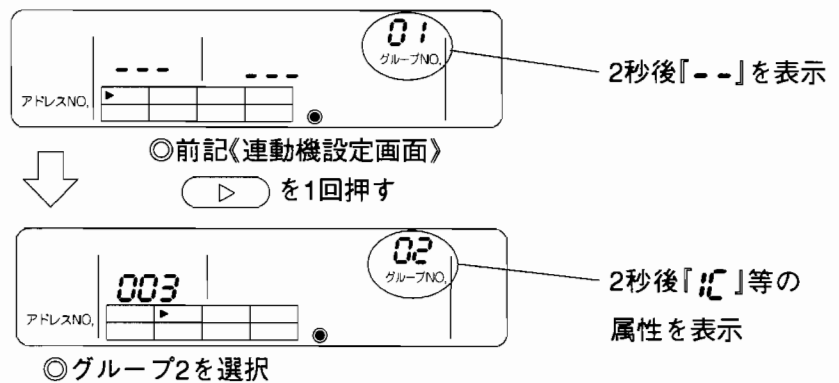 01
グループNO.
--- ---
2秒後『--』を表示
アドレスNO.
◎前記《連動機設定画面》
▷ を1回押す
02
グループNO.
003
2秒後『1C』等の
属性を表示
アドレスNO.
◎グループ2を選択